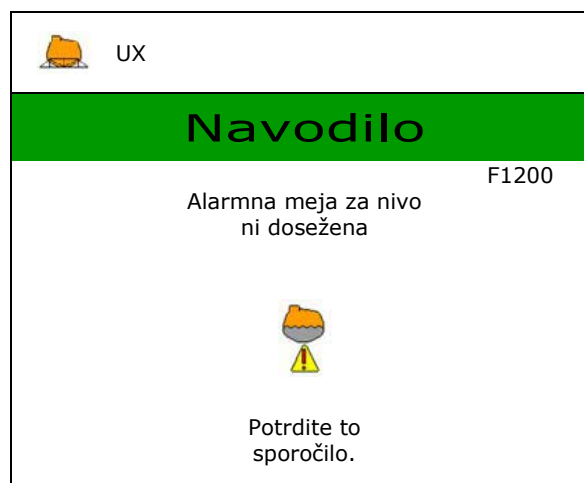 UX
Navodilo
F1200
Alarmna meja za nivo
ni dosežena
Potrdite to
sporočilo.